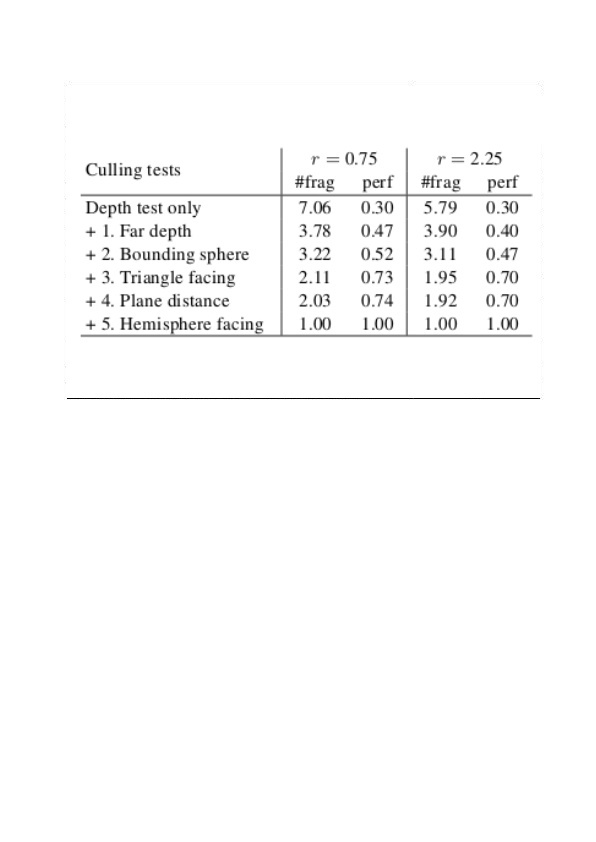 Culling tests r = 0.75 r = 2.25
#frag perf #frag perf
Depth test only 7.06 0.30 5.79 0.30
+ 1. Far depth 3.78 0.47 3.90 0.40
+ 2. Bounding sphere 3.22 0.52 3.11 0.47
+ 3. Triangle facing 2.11 0.73 1.95 0.70
+ 4. Plane distance 2.03 0.74 1.92 0.70
+ 5. Hemisphere facing 1.00 1.00 1.00 1.00